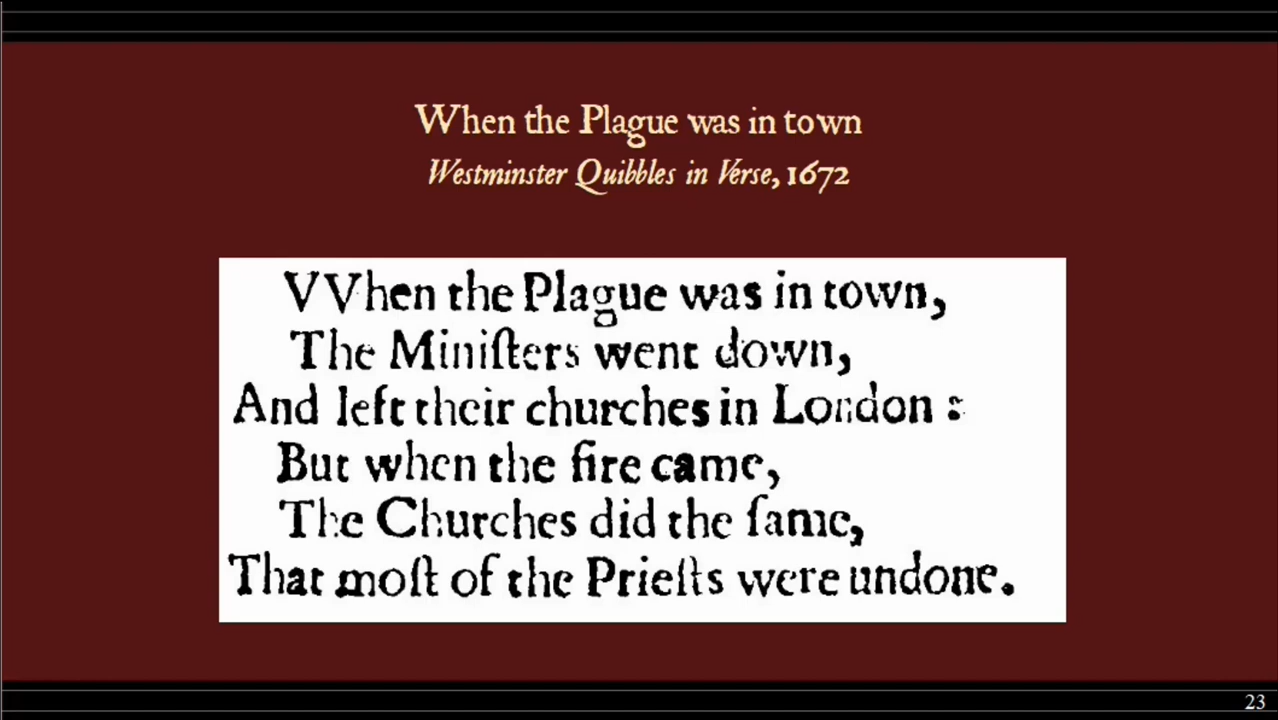 When the Plague was in town
Westminster Quibbles in Verse, 1672
VVhen the Plague was in town,
The Miniſters went down,
And left their churches in London :
But when the fire came,
The Churches did the ſame,
That moſt of the Prieſts were undone.
23